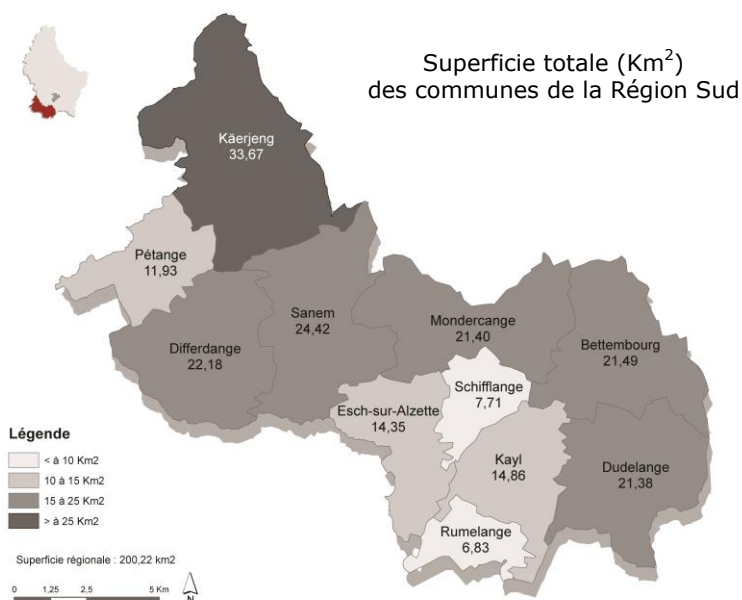 Superficie totale (Km²)
des communes de la Région Sud
Käerjeng
33,67
Pétange
11,93
Sanem
24,42
Mondercange
21,40
Bettembourg
21,49
Differdange
22,18
Schifflange
7,71
Esch-sur-Alzette
14,35
Kayl
14,86
Dudelange
21,38
Rumelange
6,83
Légende
< à 10 Km2
10 à 15 Km2
15 à 25 Km2
> à 25 Km2
Superficie régionale : 200,22 km2
0 1,25 2,5 5 Km
N